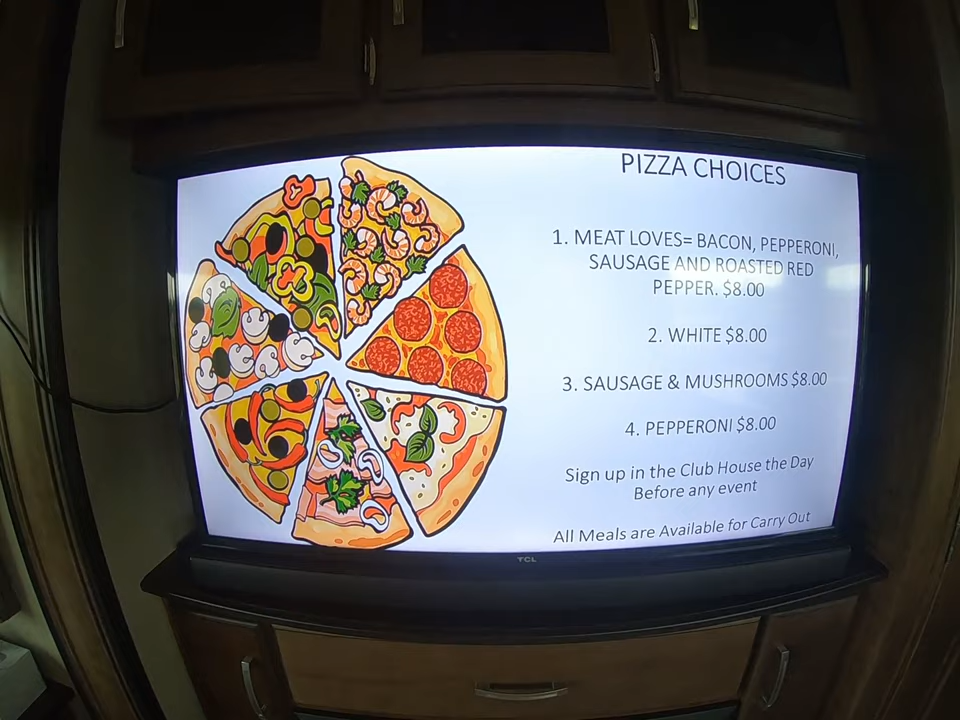 PIZZA CHOICES
1. MEAT LOVES= BACON, PEPPERONI,
SAUSAGE AND ROASTED RED
PEPPER. $8.00
2. WHITE $8.00
3. SAUSAGE & MUSHROOMS $8.00
4. PEPPERONI $8.00
Sign up in the Club House the Day
Before any event
All Meals are Available for Carry Out
TCL